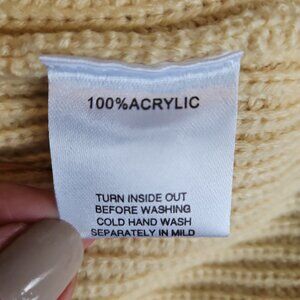 100%ACRYLIC
TURN INSIDE OUT
BEFORE WASHING
COLD HAND WASH
SEPARATELY IN MILD